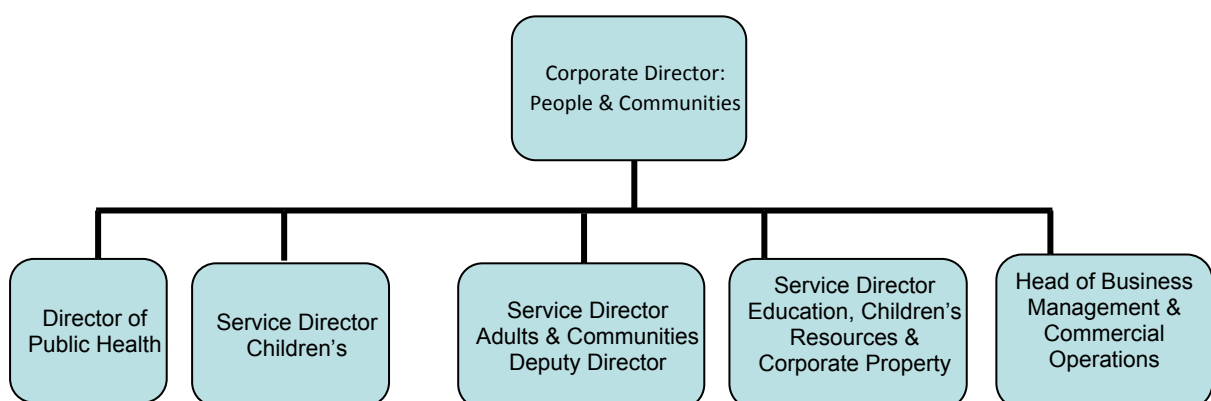 Corporate Director:
People & Communities
Director of
Public Health
Service Director
Children’s
Service Director
Adults & Communities
Deputy Director
Service Director
Education, Children’s
Resources &
Corporate Property
Head of Business
Management &
Commercial
Operations